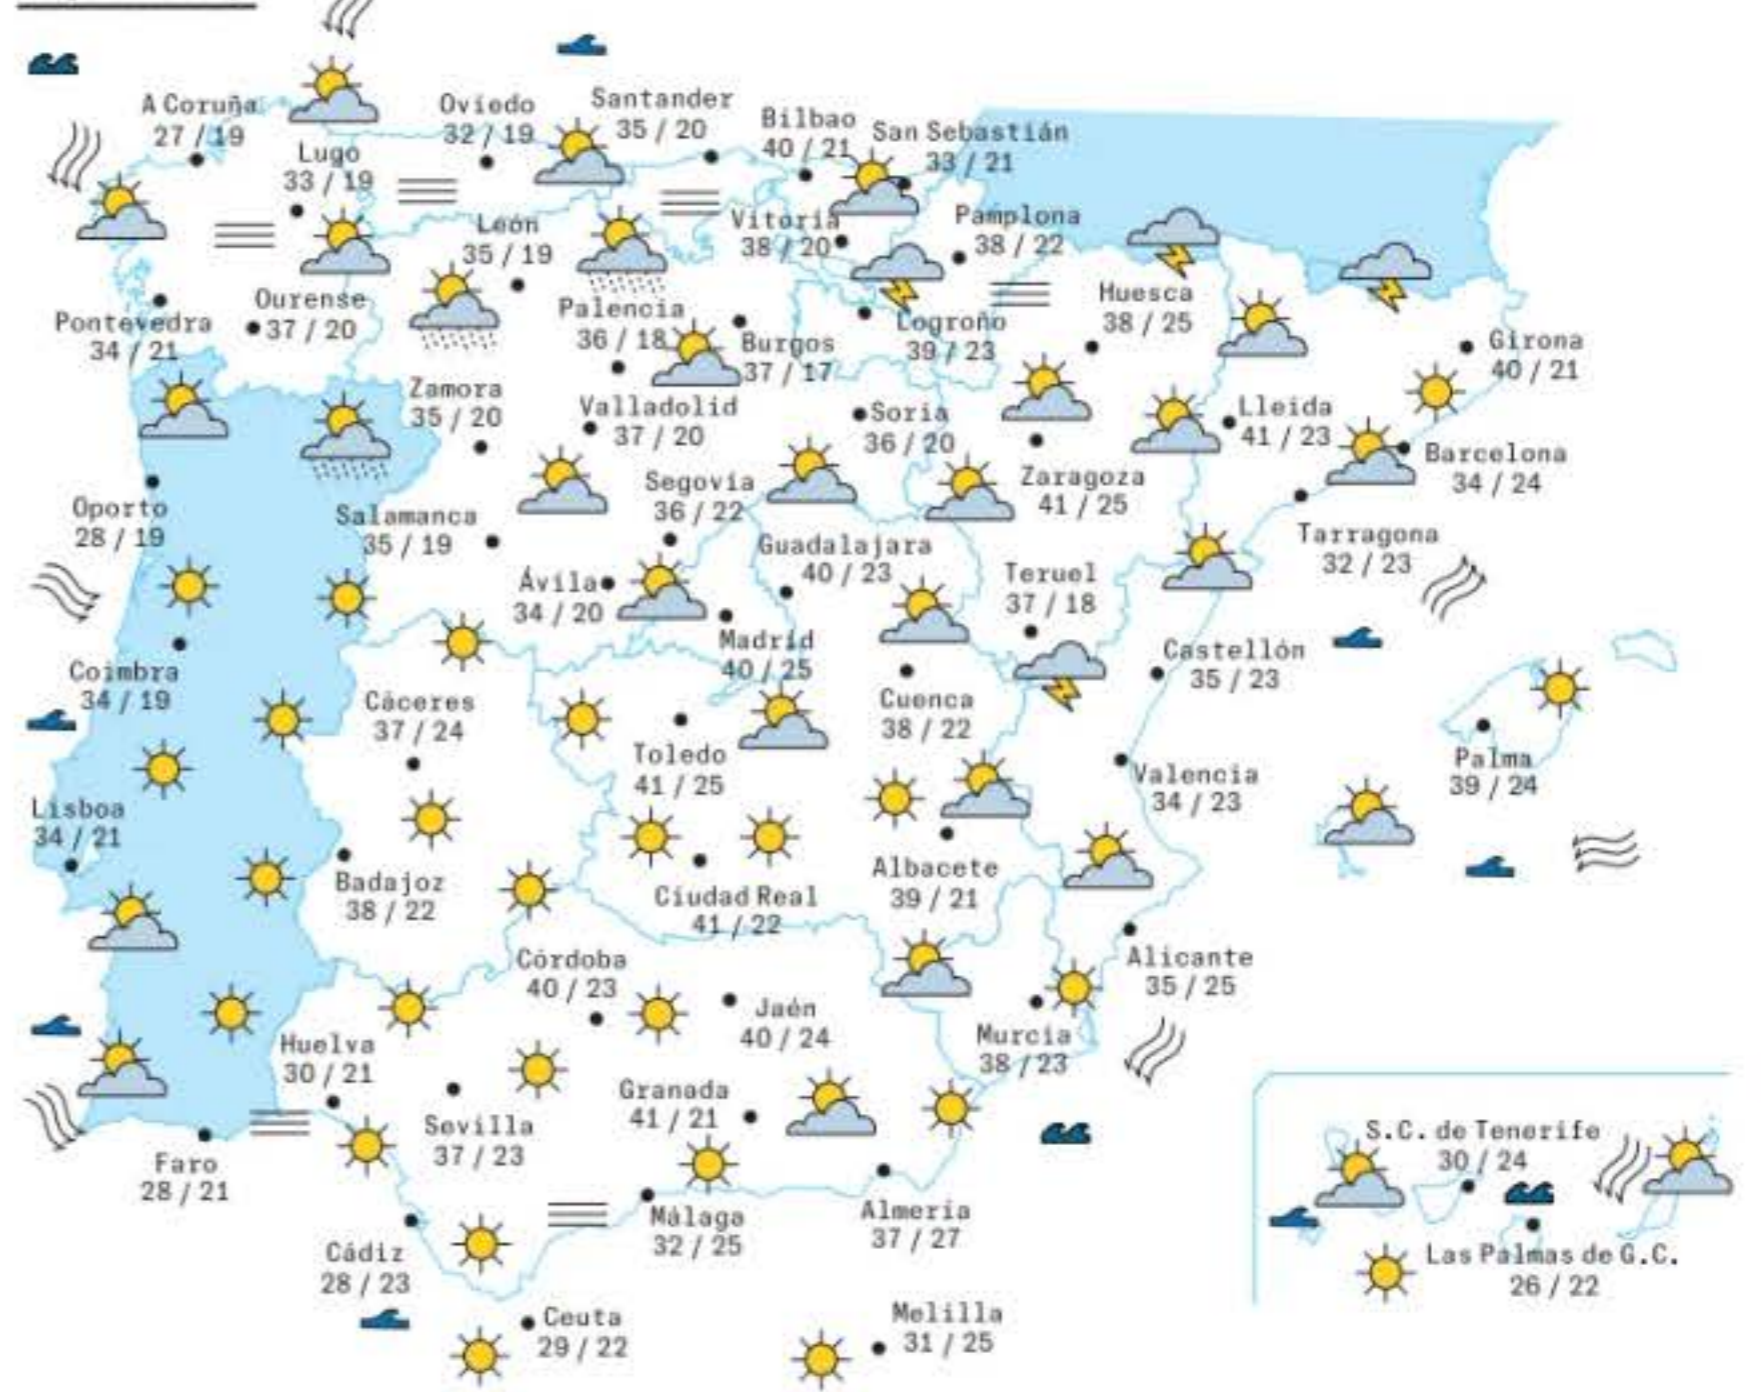 A Coruña
27 / 19
Lugo
33 / 19
Oviedo
32 / 19
Santander
35 / 20
Bilbao
40 / 21
San Sebastián
33 / 21
Vitoria
38 / 20
Pamplona
38 / 22
León
35 / 19
Pontevedra
34 / 21
Ourense
37 / 20
Palencia
36 / 18
Burgos
37 / 17
Logroño
39 / 23
Huesca
38 / 25
Girona
40 / 21
Zamora
35 / 20
Valladolid
37 / 20
Soria
36 / 20
Lleida
41 / 23
Barcelona
34 / 24
Zaragoza
41 / 25
Segovia
36 / 22
Oporto
28 / 19
Salamanca
35 / 19
Guadalajara
40 / 23
Tarragona
32 / 23
Ávila
34 / 20
Teruel
37 / 18
Madrid
40 / 25
Castellón
35 / 23
Coimbra
34 / 19
Cáceres
37 / 24
Cuenca
38 / 22
Toledo
41 / 25
Palma
39 / 24
Valencia
34 / 23
Lisboa
34 / 21
Badajoz
38 / 22
Ciudad Real
41 / 22
Albacete
39 / 21
Alicante
35 / 25
Córdoba
40 / 23
Jaén
40 / 24
Murcia
38 / 23
Huelva
30 / 21
Granada
41 / 21
Sevilla
37 / 23
Faro
28 / 21
Málaga
32 / 25
Almería
37 / 27
S.C. de Tenerife
30 / 24
Las Palmas de G.C.
26 / 22
Cádiz
28 / 23
Ceuta
29 / 22
Melilla
31 / 25